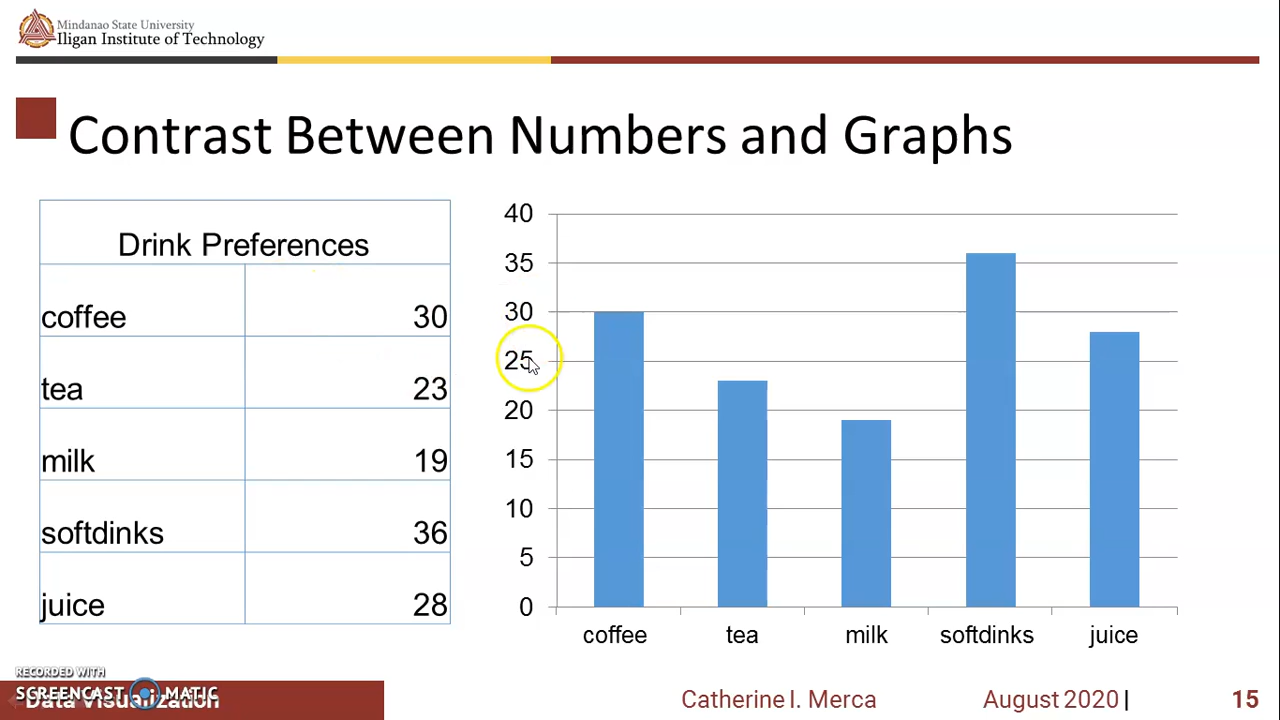 Mindanao State University
Iligan Institute of Technology
Contrast Between Numbers and Graphs
Drink Preferences
coffee 30
tea 23
milk 19
softdinks 36
juice 28
40
35
30
25
20
15
10
5
0
coffee tea milk softdinks juice
RECORDED WITH
SCREENCAST MATIC
Data Visualization
Catherine I. Merca August 2020 | 15